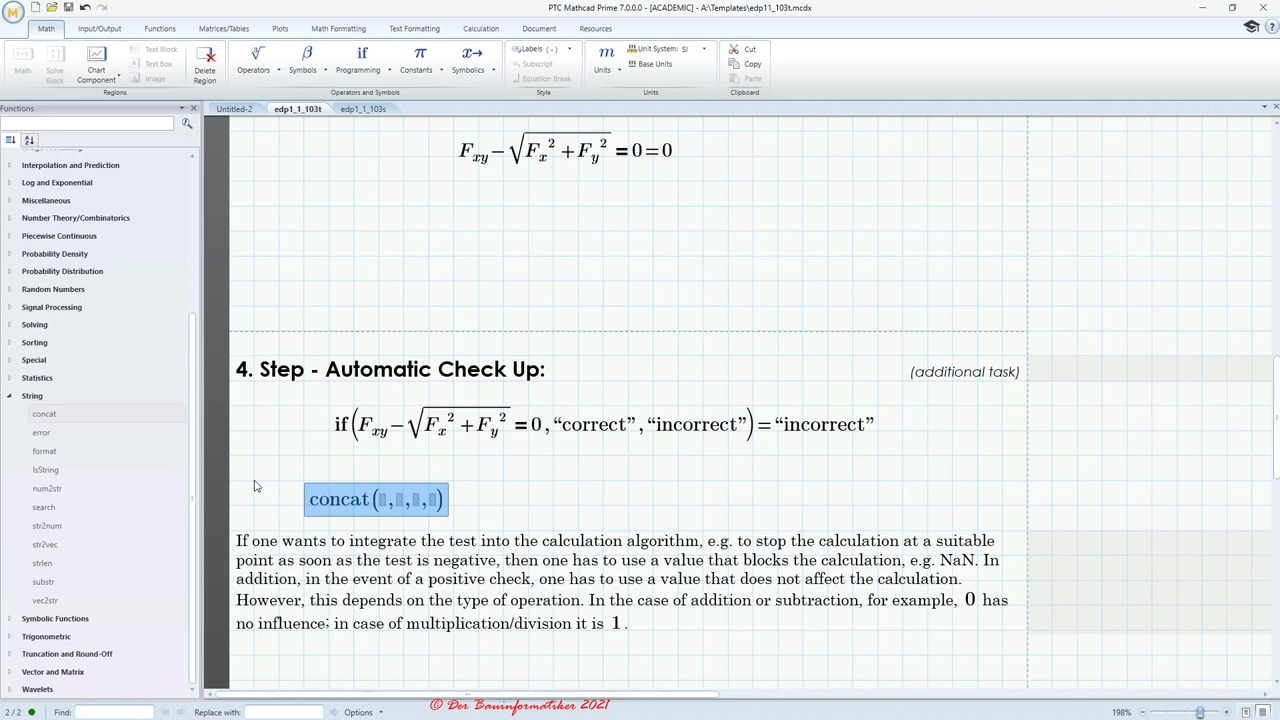 PTC Mathcad Prime 7.0.0.0 - [ACADEMIC] - A:\Templates\edp11_103t.mcdx
Math Input/Output Functions Matrices/Tables Plots Math Formatting Text Formatting Calculation Document Resources
Math
Solve Block
Chart Component
Text Block
Text Box
Image
Delete Region
Operators
Symbols
Programming
Constants
Symbolics
Labels ( – )
Subscript
Equation Break
Units
Unit System: SI
Base Units
Cut
Copy
Paste
Regions Operators and Symbols Style Units Clipboard
Functions
Untitled-2 edp1_1_103t edp11_103s
Interpolation and Prediction
Log and Exponential
Miscellaneous
Number Theory/Combinatorics
Piecewise Continuous
Probability Density
Probability Distribution
Random Numbers
Signal Processing
Solving
Sorting
Special
Statistics
String
concat
error
format
IsString
num2str
search
str2num
str2vec
strlen
substr
vec2str
Symbolic Functions
Trigonometric
Truncation and Round-Off
Vector and Matrix
Wavelets
Fxy − √Fx² + Fy² = 0 = 0
4. Step - Automatic Check Up: (additional task)
if(Fxy − √Fx² + Fy² = 0, “correct”, “incorrect”) = “incorrect”
concat(▯, ▯, ▯, ▯)
If one wants to integrate the test into the calculation algorithm, e.g. to stop the calculation at a suitable
point as soon as the test is negative, then one has to use a value that blocks the calculation, e.g. NaN. In
addition, in the event of a positive check, one has to use a value that does not affect the calculation.
However, this depends on the type of operation. In the case of addition or subtraction, for example, 0 has
no influence; in case of multiplication/division it is 1 .
© Der Bauinformatiker 2021
2 / 2 Find: Replace with: Options 198%